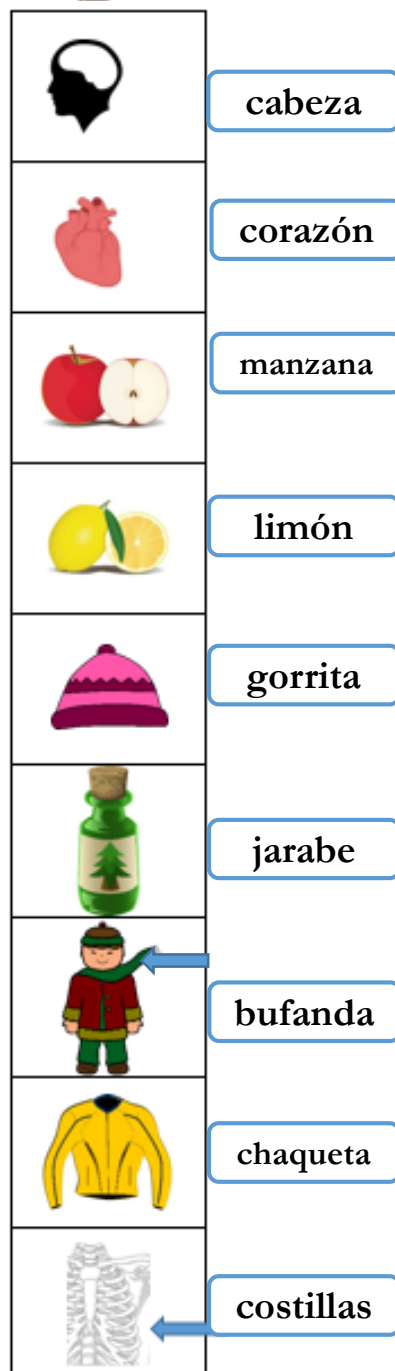 cabeza
corazón
manzana
limón
gorrita
jarabe
bufanda
chaqueta
costillas